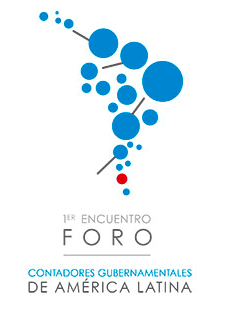 1ER ENCUENTRO
FORO
CONTADORES GUBERNAMENTALES
DE AMÉRICA LATINA